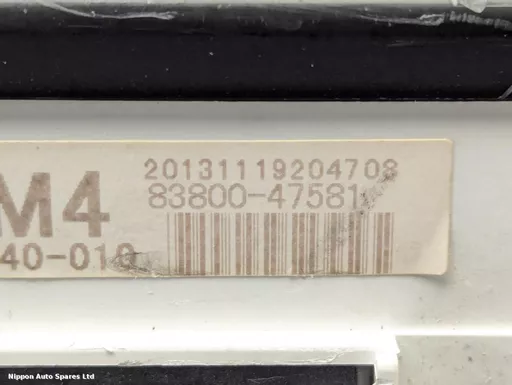 20131119204708
M4 83800-47581
40-010
Nippon Auto Spares Ltd